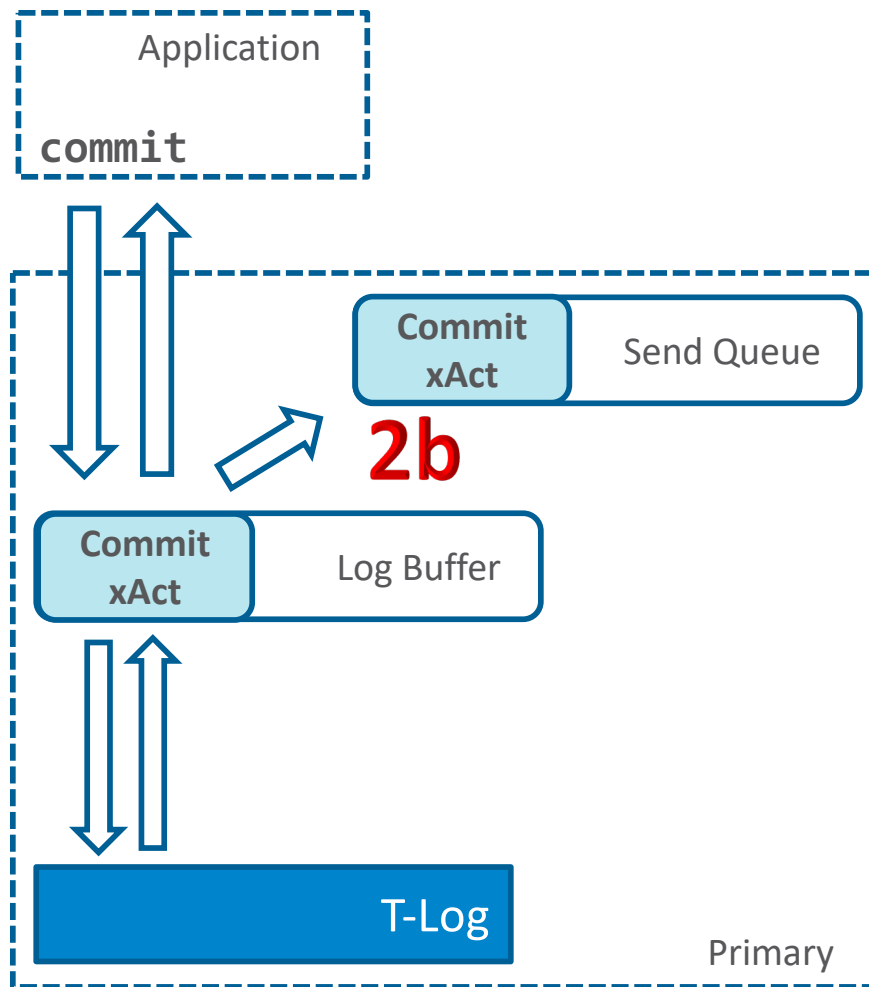 Application
commit
Commit
xAct
Send Queue
2b
Commit
xAct
Log Buffer
T-Log
Primary